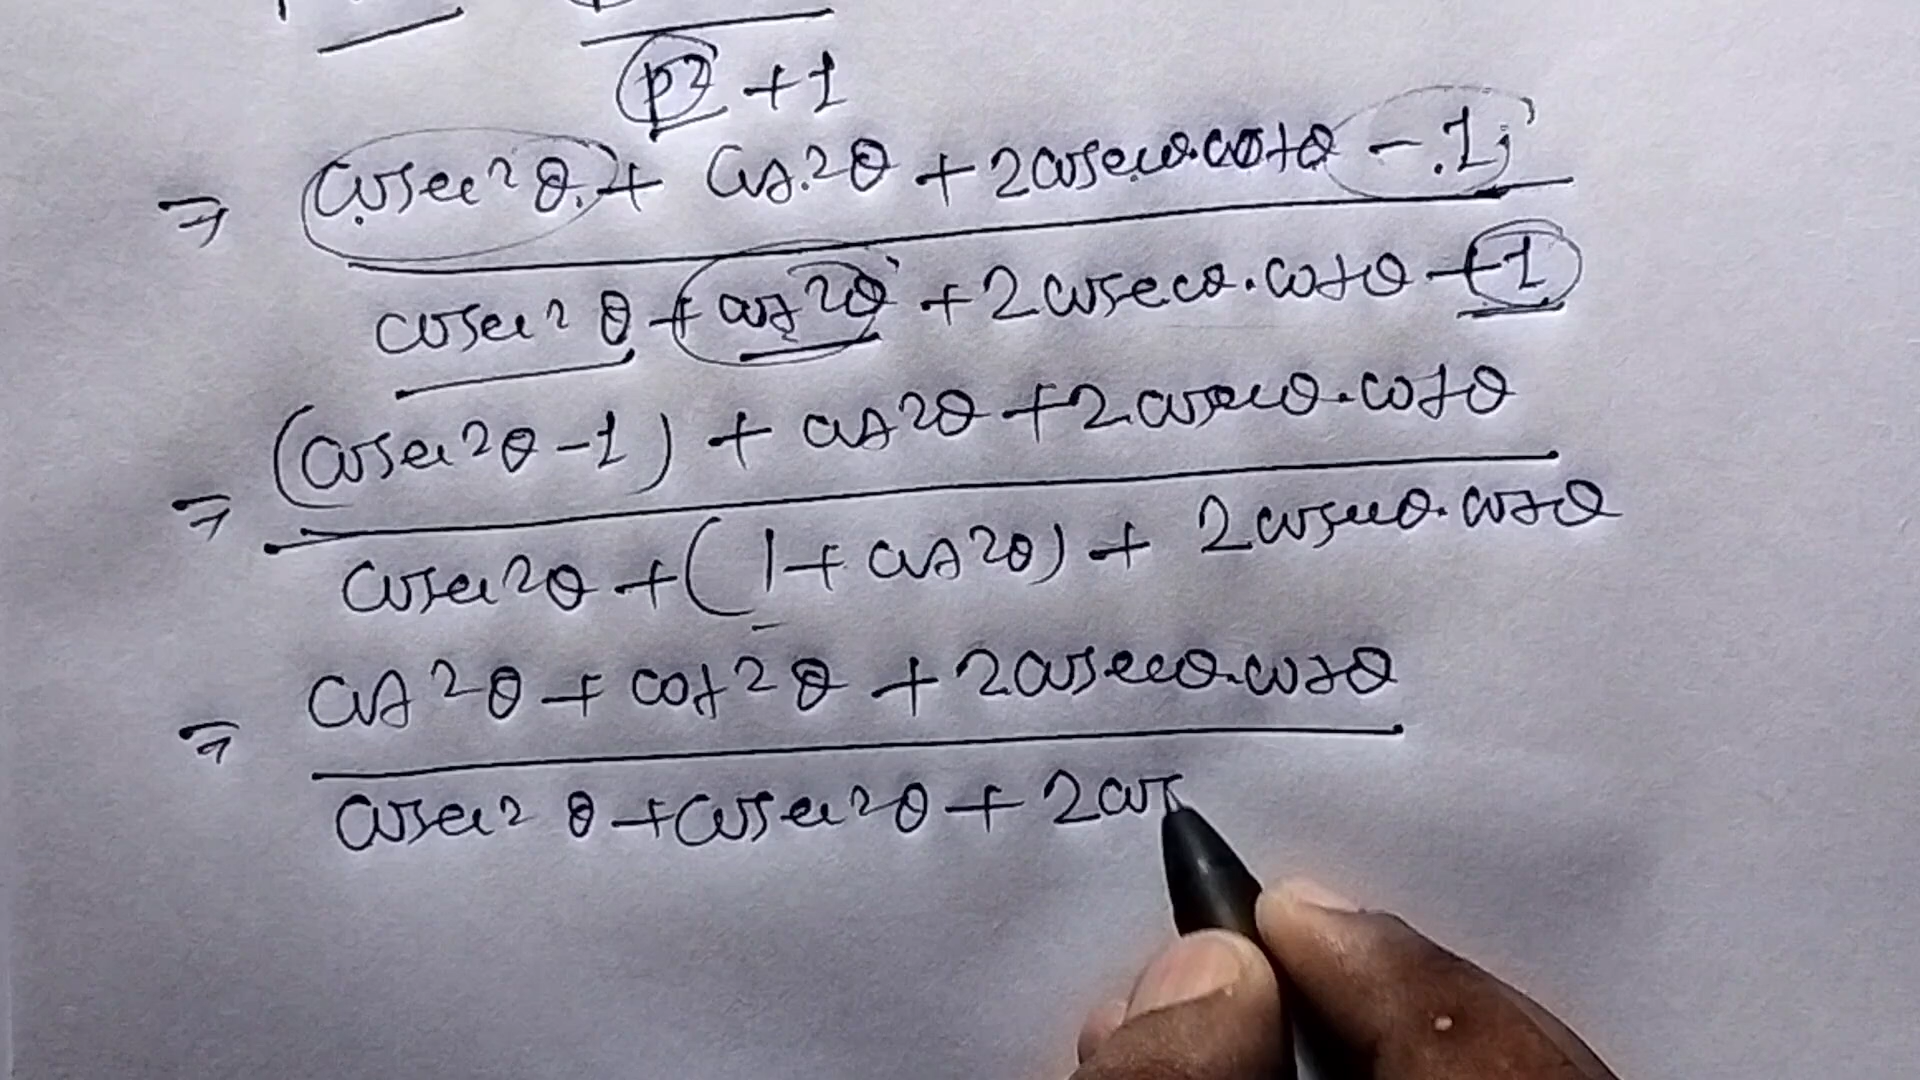 p² + 1
⇒ cosec²θ + cot²θ + 2cosecθ.cotθ - 1
cosec²θ + cot²θ + 2cosecθ.cotθ + 1
⇒ (cosec²θ - 1) + cot²θ + 2cosecθ.cotθ
cosec²θ + (1 + cot²θ) + 2cosecθ.cotθ
⇒ cot²θ + cot²θ + 2cosecθ.cotθ
cosec²θ + cosec²θ + 2cos